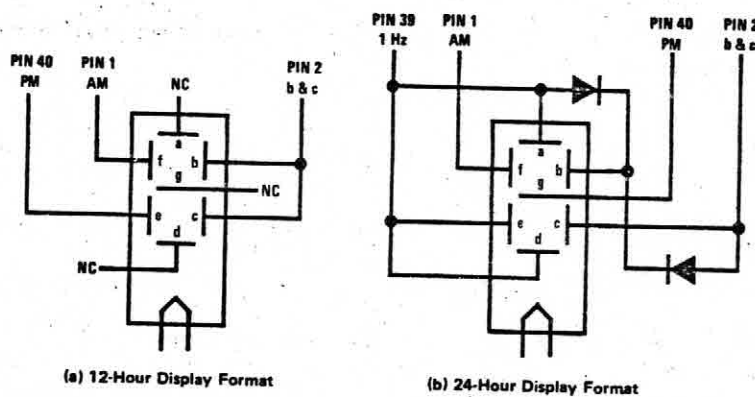 PIN 40
PM
PIN 1
AM
NC
PIN 2
b & c
a
f
b
g
NC
e
c
d
NC
(a) 12-Hour Display Format
PIN 39
1 Hz
PIN 1
AM
PIN 40
PM
PIN 2
b & c
a
f
b
g
e
c
d
(b) 24-Hour Display Format